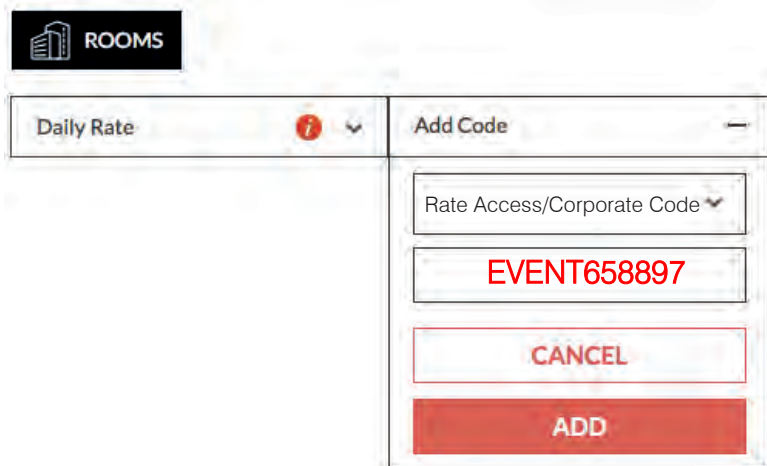 ROOMS
Daily Rate
Add Code
Rate Access/Corporate Code
EVENT658897
CANCEL
ADD